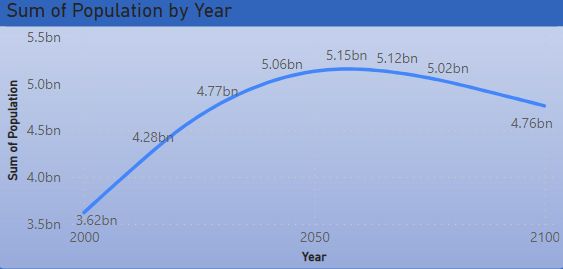 Sum of Population by Year
5.5bn
5.0bn
4.5bn
4.0bn
3.5bn
Sum of Population
3.62bn
4.28bn
4.77bn
5.06bn
5.15bn
5.12bn
5.02bn
4.76bn
2000
2050
2100
Year